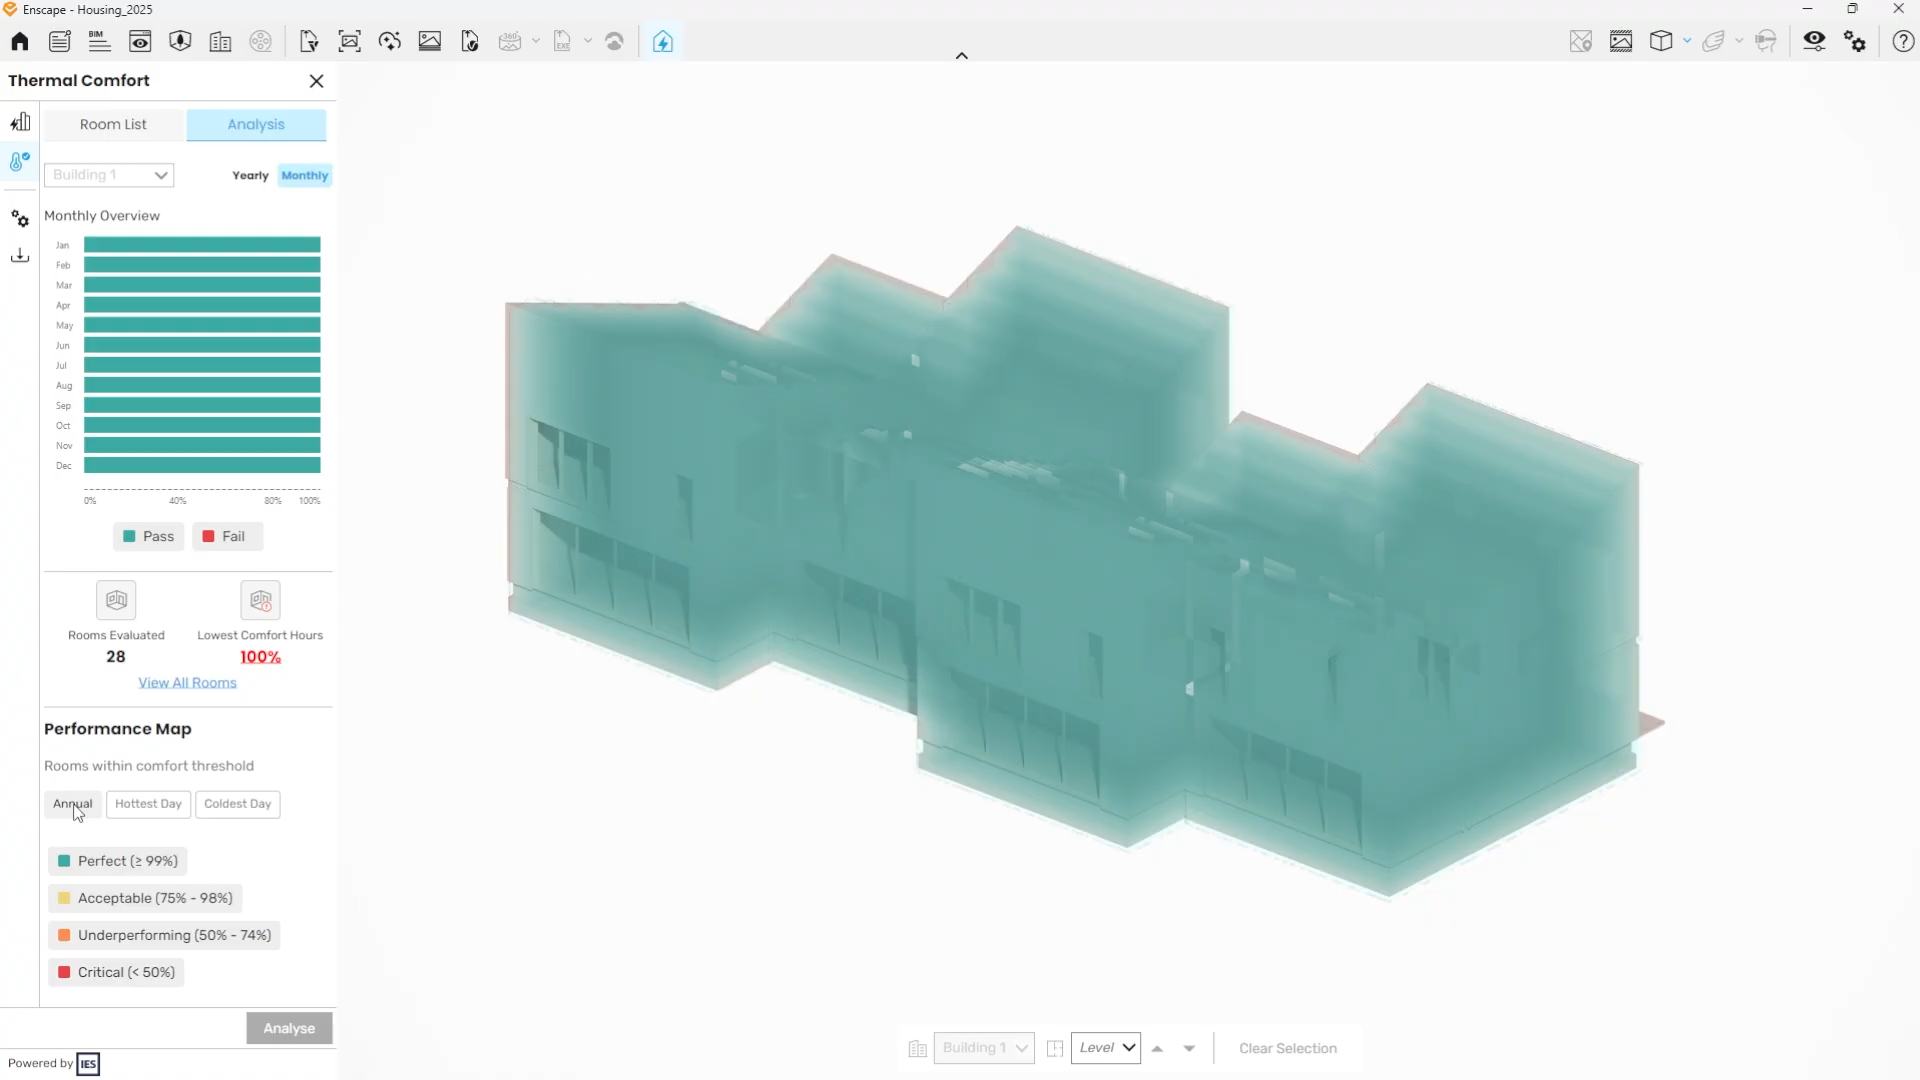 Enscape - Housing_2025
BIM
360°
EXE
Thermal Comfort
Room List
Analysis
Building 1
Yearly
Monthly
Monthly Overview
Jan
Feb
Mar
Apr
May
Jun
Jul
Aug
Sep
Oct
Nov
Dec
0%
40%
80%
100%
Pass
Fail
Rooms Evaluated
28
Lowest Comfort Hours
100%
View All Rooms
Performance Map
Rooms within comfort threshold
Annual
Hottest Day
Coldest Day
Perfect (≥ 99%)
Acceptable (75% - 98%)
Underperforming (50% - 74%)
Critical (< 50%)
Analyse
Powered by IES
Building 1
Level
Clear Selection